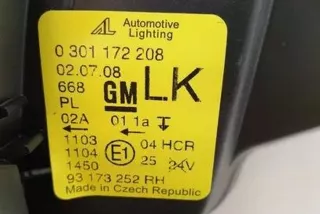 AL Automotive
Lighting
0 301 172 208
02.07.08
668
PL
GM LK
02A 01 1a
1103 04 HCR
1104 E1 25 24V
1450
93 173 252 RH
Made in Czech Republic